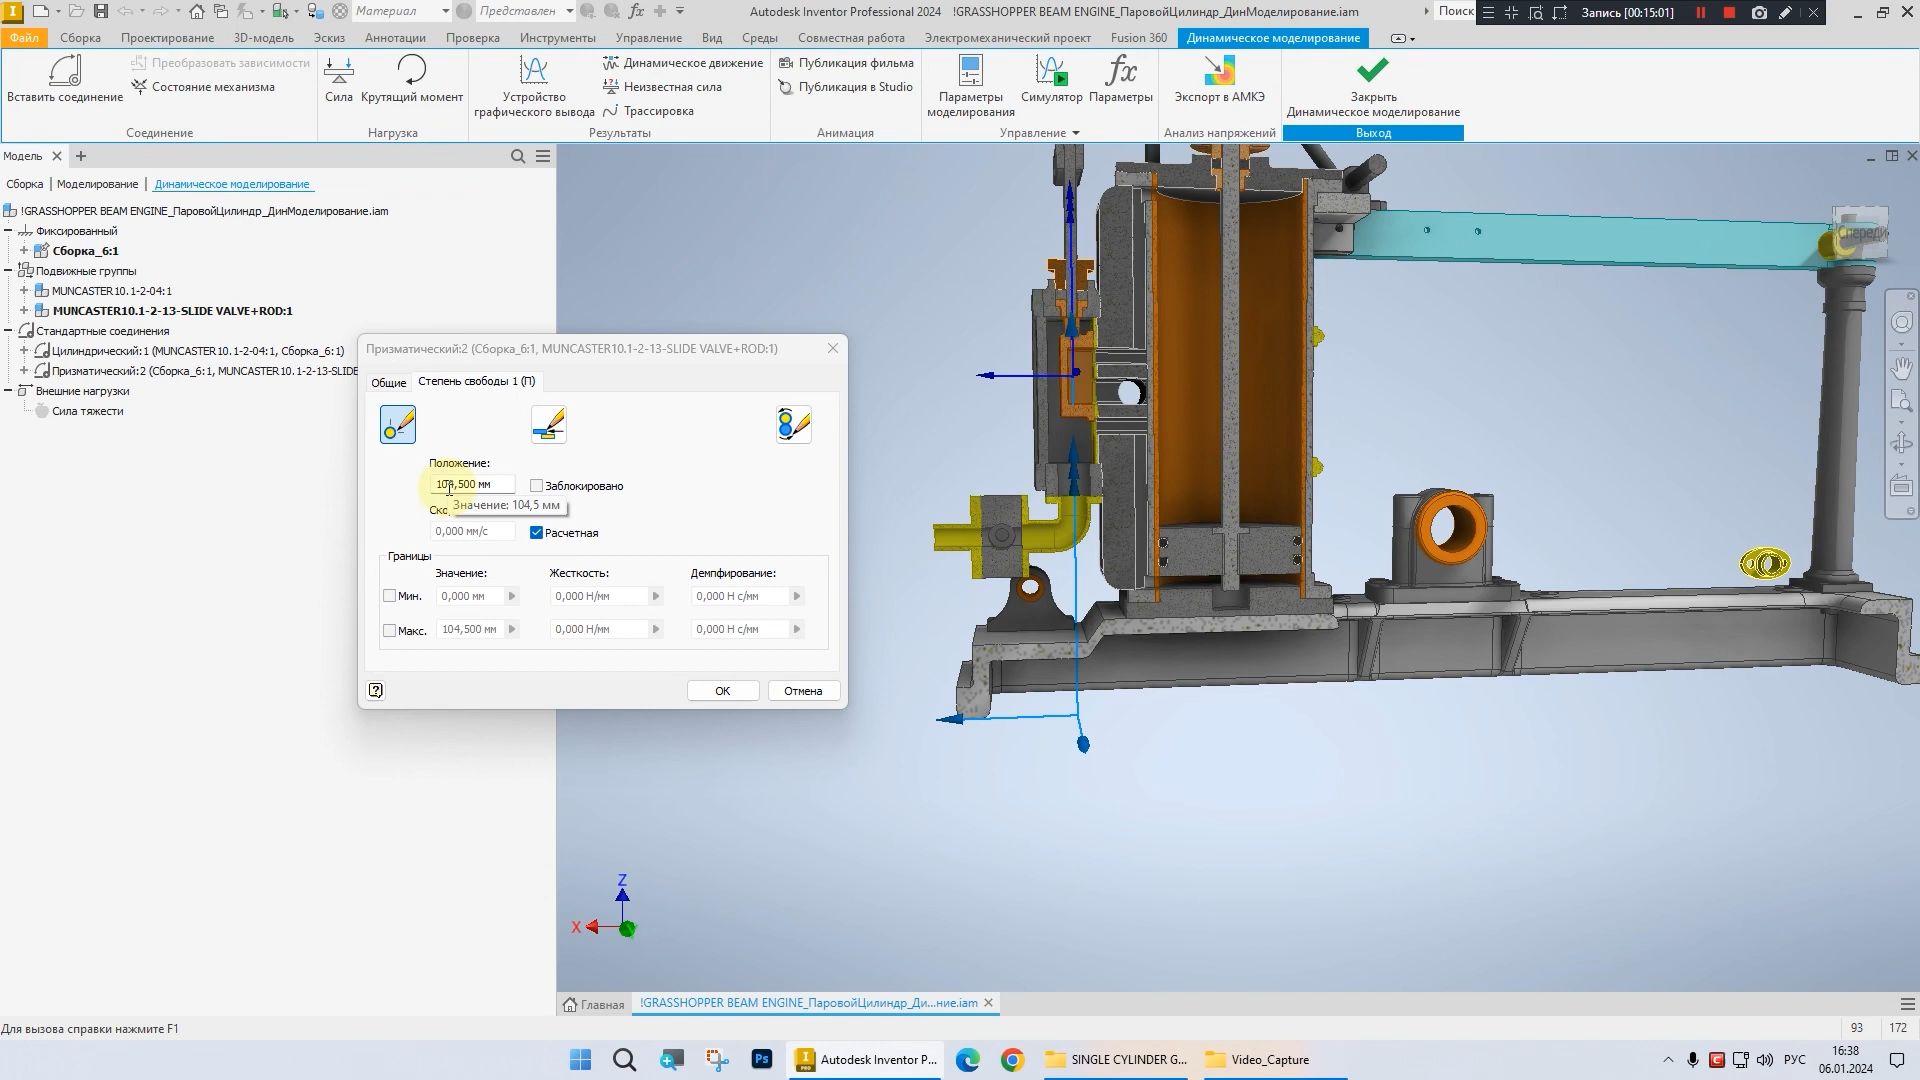 Материал
Представлен
Autodesk Inventor Professional 2024 !GRASSHOPPER BEAM ENGINE_ПаровойЦилиндр_ДинМоделирование.iam
Поиск
Запись [00:15:01]
Файл Сборка Проектирование 3D-модель Эскиз Аннотации Проверка Инструменты Управление Вид Среды Совместная работа Электромеханический проект Fusion 360 Динамическое моделирование
Вставить соединение
Преобразовать зависимости
Состояние механизма
Соединение
Сила
Крутящий момент
Нагрузка
Устройство
графического вывода
Динамическое движение
Неизвестная сила
Трассировка
Результаты
Публикация фильма
Публикация в Studio
Анимация
Параметры
моделирования
Симулятор
fx
Параметры
Управление
Экспорт в АМКЭ
Анализ напряжений
Закрыть
Динамическое моделирование
Выход
Модель
Сборка | Моделирование | Динамическое моделирование
!GRASSHOPPER BEAM ENGINE_ПаровойЦилиндр_ДинМоделирование.iam
Фиксированный
Сборка_6:1
Подвижные группы
MUNCASTER10.1-2-04:1
MUNCASTER10.1-2-13-SLIDE VALVE+ROD:1
Стандартные соединения
Цилиндрический:1 (MUNCASTER10.1-2-04:1, Сборка_6:1)
Призматический:2 (Сборка_6:1, MUNCASTER10.1-2-13-SLIDE
Внешние нагрузки
Сила тяжести
Призматический:2 (Сборка_6:1, MUNCASTER10.1-2-13-SLIDE VALVE+ROD:1)
Общие
Степень свободы 1 (П)
Положение:
104,500 мм
Заблокировано
Ско
Значение: 104,5 мм
0,000 мм/с
Расчетная
Границы
Значение: Жесткость: Демпфирование:
Мин. 0,000 мм 0,000 Н/мм 0,000 Н с/мм
Макс. 104,500 мм 0,000 Н/мм 0,000 Н с/мм
?
ОК
Отмена
Спереди
Z
X
Главная
!GRASSHOPPER BEAM ENGINE_ПаровойЦилиндр_Ди...ние.iam
Для вызова справки нажмите F1
93 172
Ps
Autodesk Inventor P...
SINGLE CYLINDER G...
Video_Capture
РУС
16:38
06.01.2024